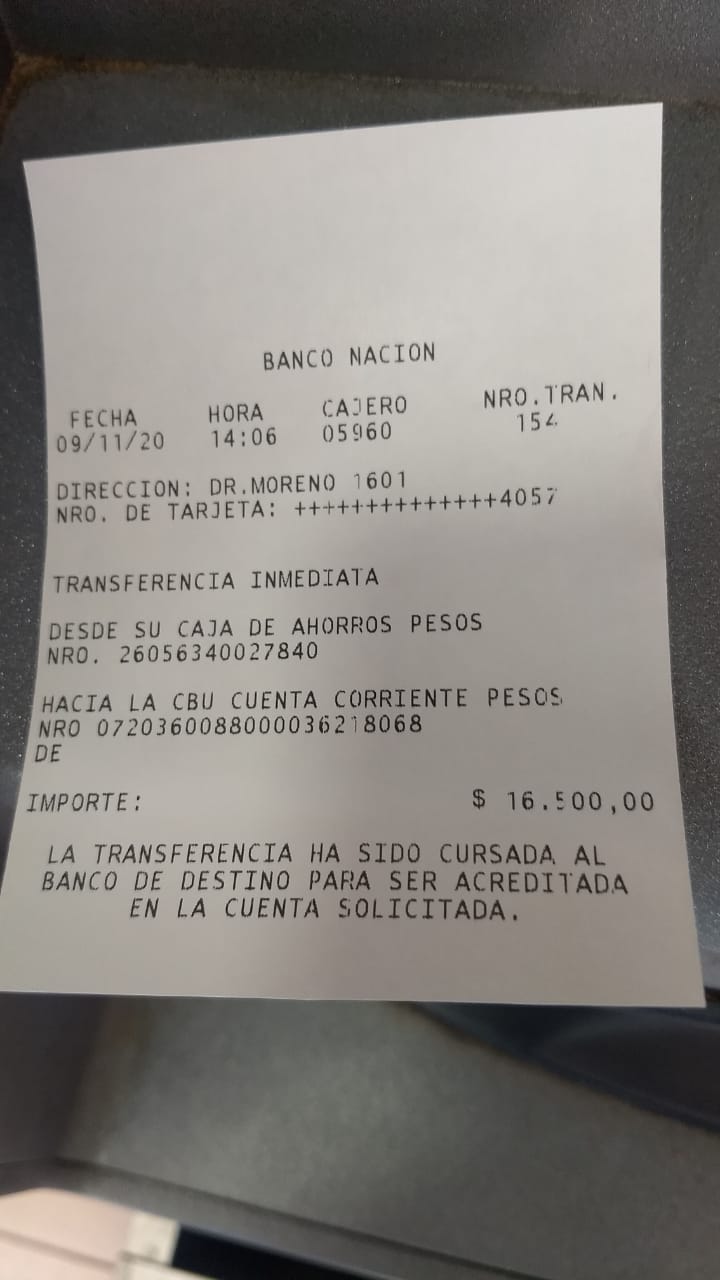 BANCO NACION
FECHA HORA CAJERO NRO.TRAN.
09/11/20 14:06 05960 154
DIRECCION: DR.MORENO 1601
NRO. DE TARJETA: ++++++++++++++4057
TRANSFERENCIA INMEDIATA
DESDE SU CAJA DE AHORROS PESOS
NRO. 26056340027840
HACIA LA CBU CUENTA CORRIENTE PESOS
NRO 0720360088000036218068
DE
IMPORTE: $ 16.500,00
LA TRANSFERENCIA HA SIDO CURSADA AL
BANCO DE DESTINO PARA SER ACREDITADA
EN LA CUENTA SOLICITADA.